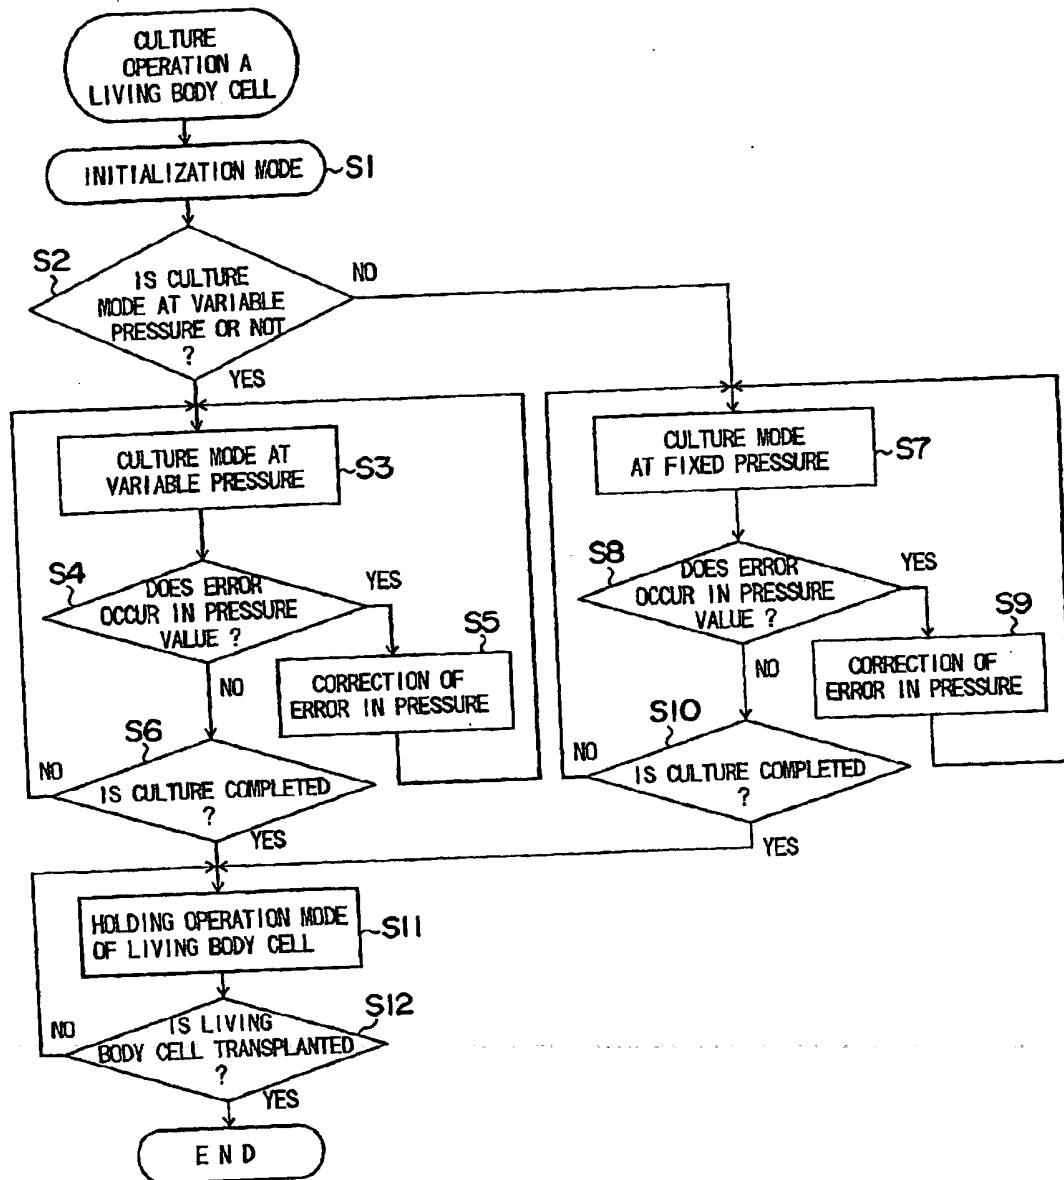 CULTURE
OPERATION A
LIVING BODY CELL
INITIALIZATION MODE
S1
S2
IS CULTURE
MODE AT VARIABLE
PRESSURE OR NOT
?
NO
YES
CULTURE MODE AT
VARIABLE PRESSURE
S3
S4
DOES ERROR
OCCUR IN PRESSURE
VALUE ?
YES
NO
S5
CORRECTION OF
ERROR IN PRESSURE
S6
NO
IS CULTURE COMPLETED
?
YES
CULTURE MODE
AT FIXED PRESSURE
S7
S8
DOES ERROR
OCCUR IN PRESSURE
VALUE ?
YES
NO
S9
CORRECTION OF
ERROR IN PRESSURE
S10
NO
IS CULTURE COMPLETED
?
YES
HOLDING OPERATION MODE
OF LIVING BODY CELL
S11
S12
NO
IS LIVING
BODY CELL TRANSPLANTED
?
YES
END